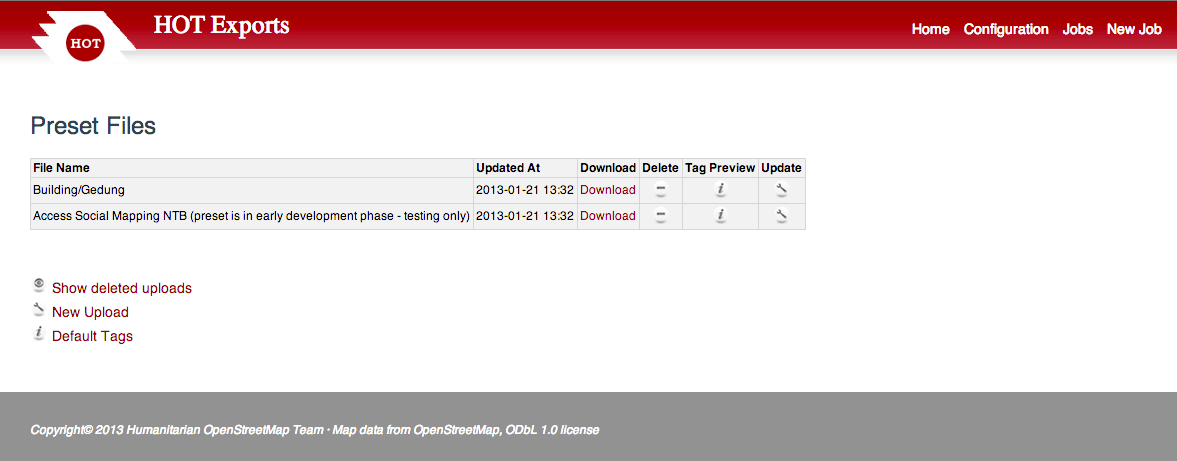 HOT
HOT Exports
Home Configuration Jobs New Job
Preset Files
File Name Updated At Download Delete Tag Preview Update
Building/Gedung 2013-01-21 13:32 Download
Access Social Mapping NTB (preset is in early development phase - testing only) 2013-01-21 13:32 Download
Show deleted uploads
New Upload
Default Tags
Copyright© 2013 Humanitarian OpenStreetMap Team · Map data from OpenStreetMap, ODbL 1.0 license